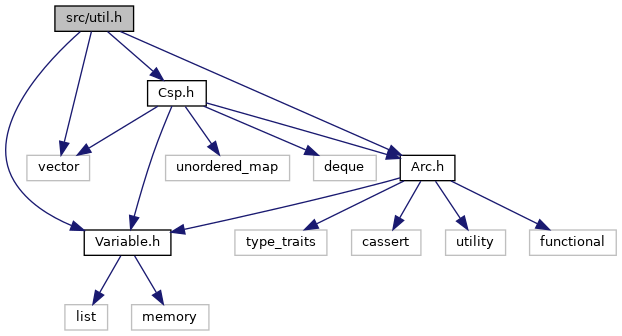 src/util.h
Csp.h
vector
unordered_map
deque
Arc.h
Variable.h
type_traits
cassert
utility
functional
list
memory